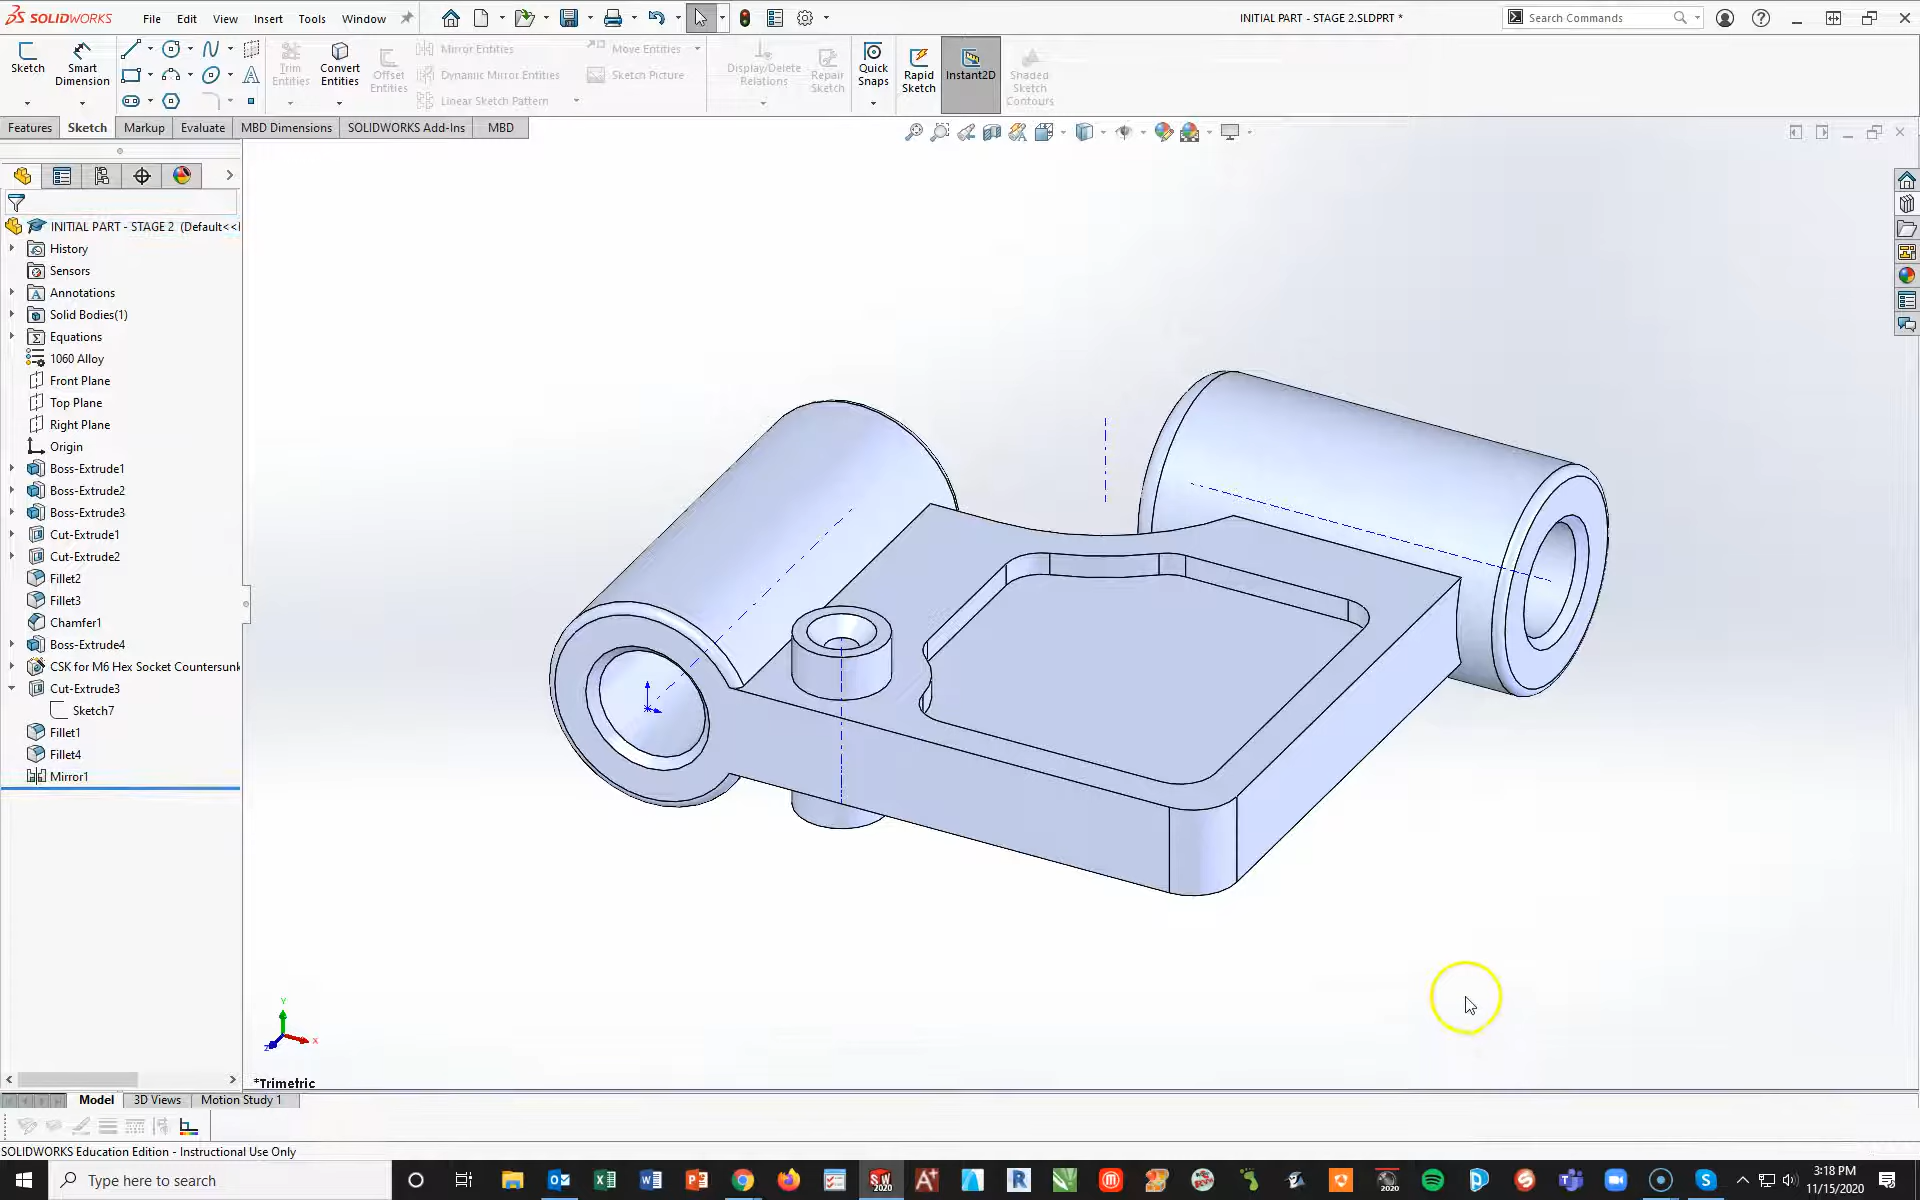 SOLIDWORKS File Edit View Insert Tools Window
INITIAL PART - STAGE 2.SLDPRT *
Search Commands
Sketch
Smart Dimension
Trim Entities
Convert Entities
Offset Entities
Mirror Entities
Dynamic Mirror Entities
Linear Sketch Pattern
Move Entities
Sketch Picture
Display/Delete Relations
Repair Sketch
Quick Snaps
Rapid Sketch
Instant2D
Shaded Sketch Contours
Features Sketch Markup Evaluate MBD Dimensions SOLIDWORKS Add-Ins MBD
INITIAL PART - STAGE 2 (Default<<
History
Sensors
Annotations
Solid Bodies(1)
Equations
1060 Alloy
Front Plane
Top Plane
Right Plane
Origin
Boss-Extrude1
Boss-Extrude2
Boss-Extrude3
Cut-Extrude1
Cut-Extrude2
Fillet2
Fillet3
Chamfer1
Boss-Extrude4
CSK for M6 Hex Socket Countersunk
Cut-Extrude3
Sketch7
Fillet1
Fillet4
Mirror1
Y
X
Z
*Trimetric
Model 3D Views Motion Study 1
SOLIDWORKS Education Edition - Instructional Use Only
Type here to search
3:18 PM
11/15/2020